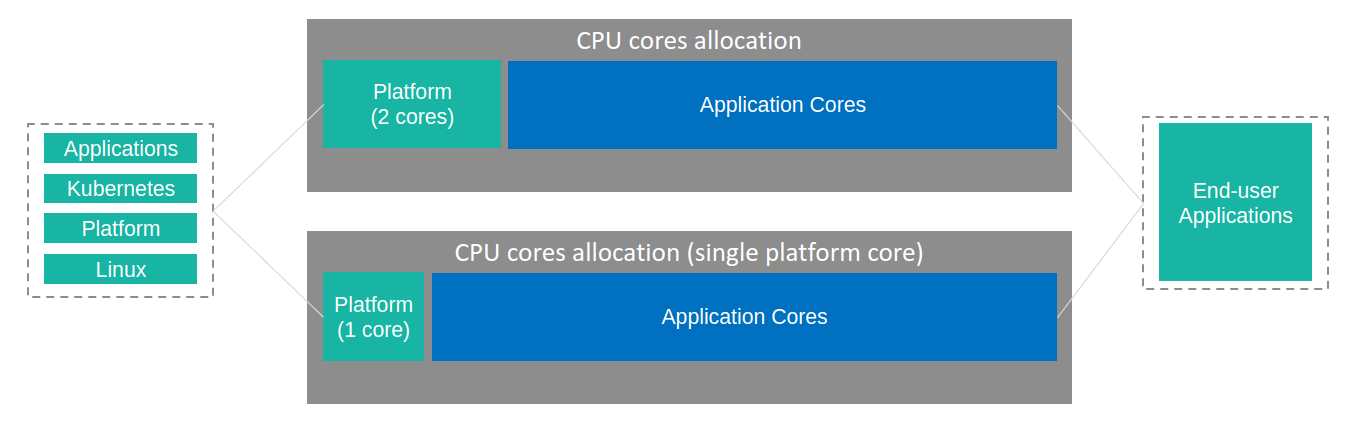 Applications
Kubernetes
Platform
Linux
CPU cores allocation
Platform
(2 cores)
Application Cores
CPU cores allocation (single platform core)
Platform
(1 core)
Application Cores
End-user
Applications